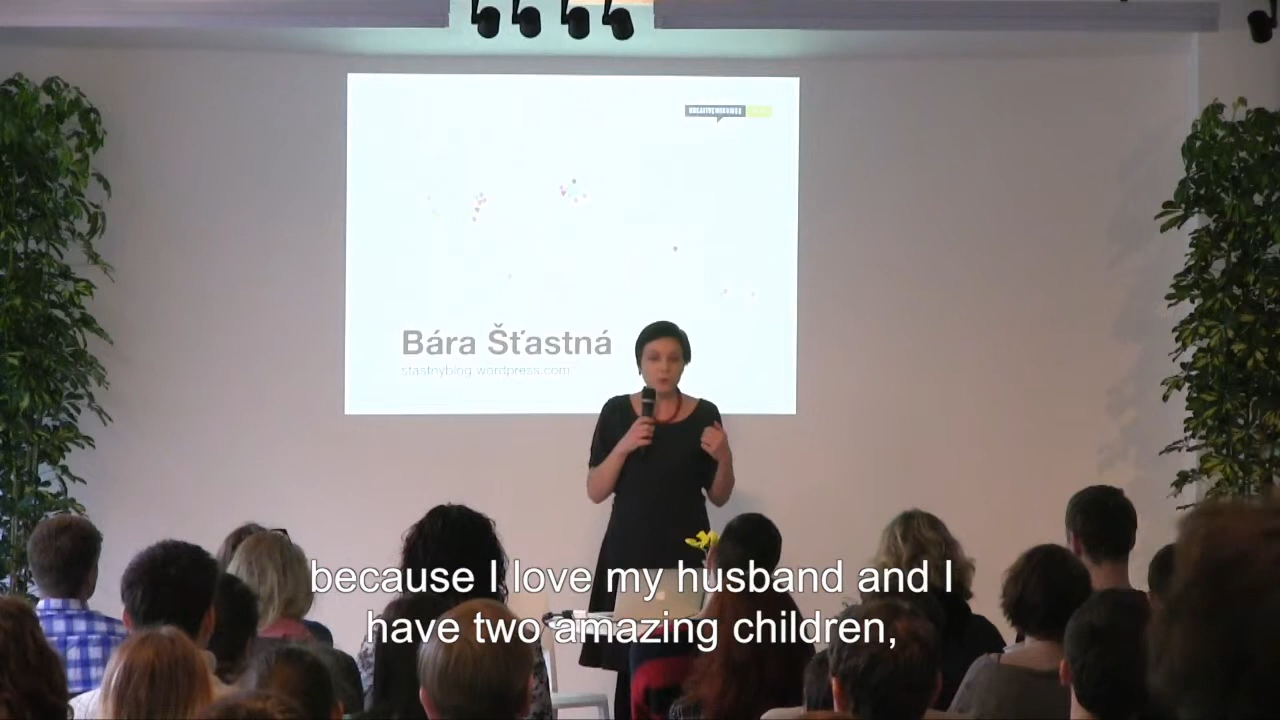 Bára Šťastná
stastnyblog.wordpress.com
because I love my husband and I
have two amazing children,